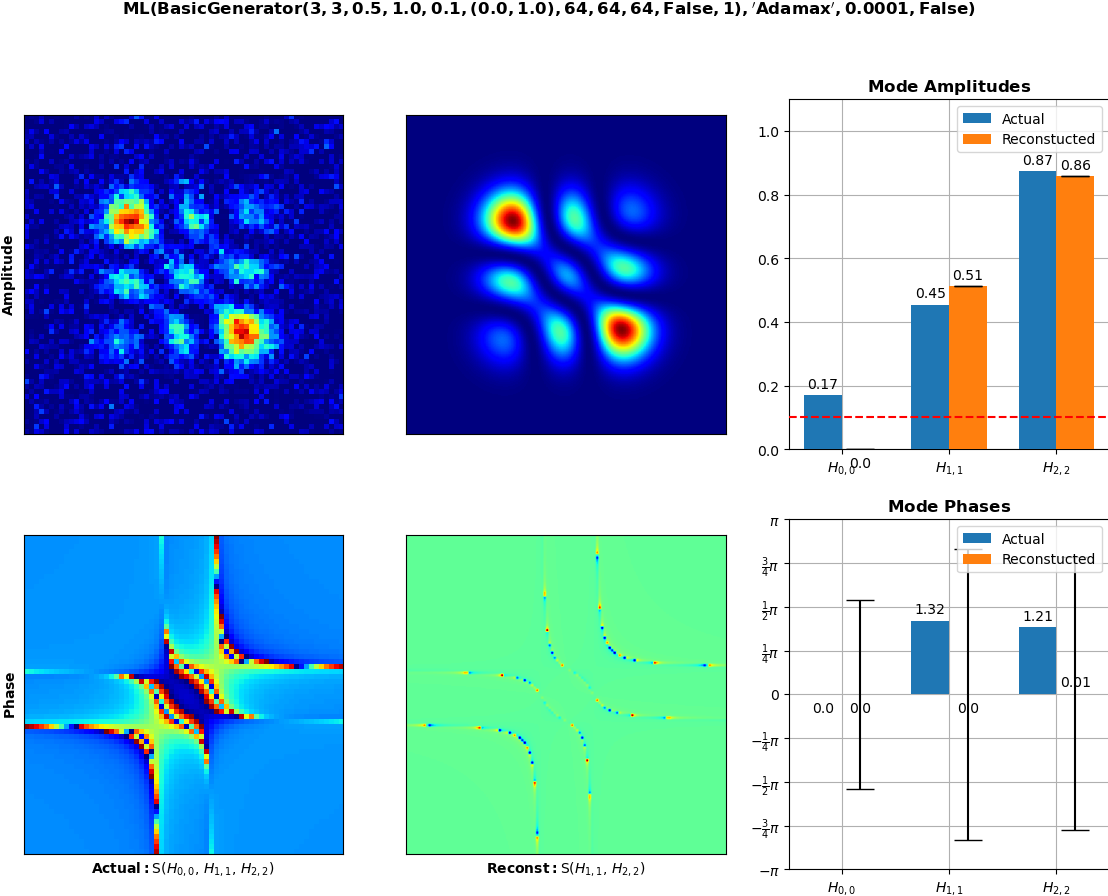 ML(BasicGenerator(3, 3, 0.5, 1.0, 0.1, (0.0, 1.0), 64, 64, 64, False, 1), ′Adamax′, 0.0001, False)
Amplitude
Mode Amplitudes
Actual
Reconstucted
1.0
0.8
0.6
0.4
0.2
0.0
0.17
0.0
0.45
0.51
0.87
0.86
H0,0
H1,1
H2,2
Phase
Actual: S(H0,0, H1,1, H2,2)
Reconst: S(H1,1, H2,2)
Mode Phases
Actual
Reconstucted
π
3/4π
1/2π
1/4π
0
−1/4π
−1/2π
−3/4π
−π
0.0
0.0
1.32
0.0
1.21
0.01
H0,0
H1,1
H2,2